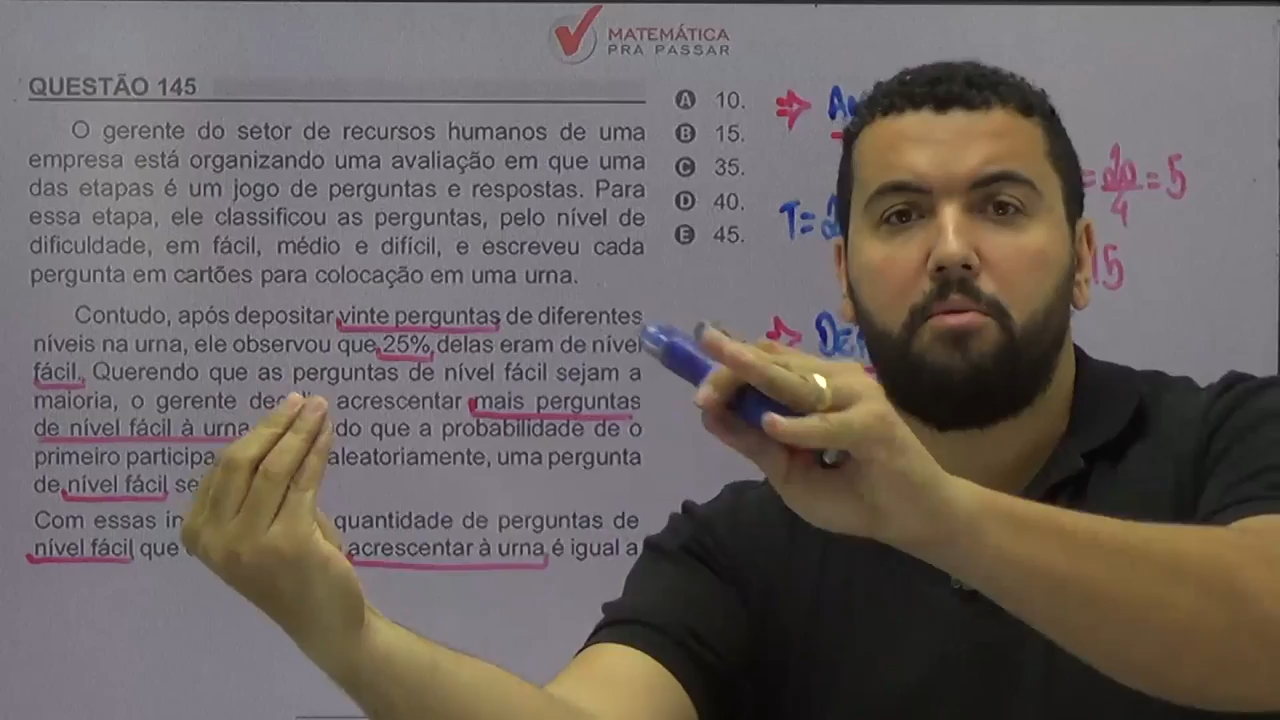 MATEMÁTICA
PRA PASSAR
QUESTÃO 145
O gerente do setor de recursos humanos de uma
empresa está organizando uma avaliação em que uma
das etapas é um jogo de perguntas e respostas. Para
essa etapa, ele classificou as perguntas, pelo nível de
dificuldade, em fácil, médio e difícil, e escreveu cada
pergunta em cartões para colocação em uma urna.
Contudo, após depositar vinte perguntas de diferentes
níveis na urna, ele observou que 25% delas eram de nível
fácil. Querendo que as perguntas de nível fácil sejam a
maioria, o gerente acrescentar mais perguntas
de nível fácil à urna do que a probabilidade de o
primeiro aleatoriamente, uma pergunta
de nível fácil
Com essas quantidade de perguntas de
nível fácil que acrescentar à urna é igual a
A 10.
B 15.
C 35.
D 40.
E 45.
T=
= 20/4 = 5
15